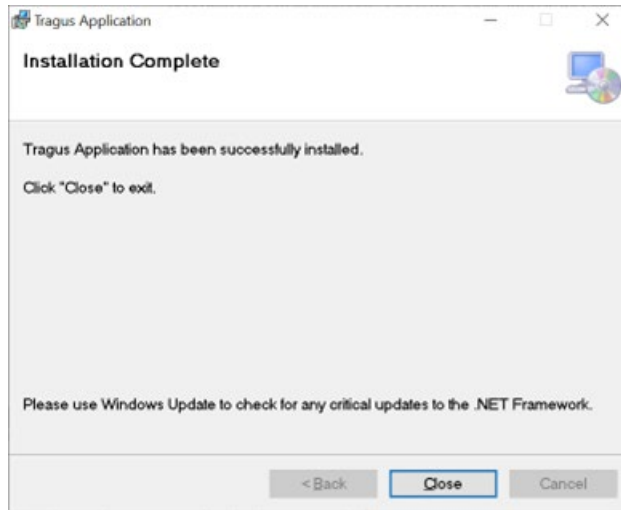 Tragus Application
Installation Complete
Tragus Application has been successfully installed.
Click "Close" to exit.
Please use Windows Update to check for any critical updates to the .NET Framework.
< Back
Close
Cancel